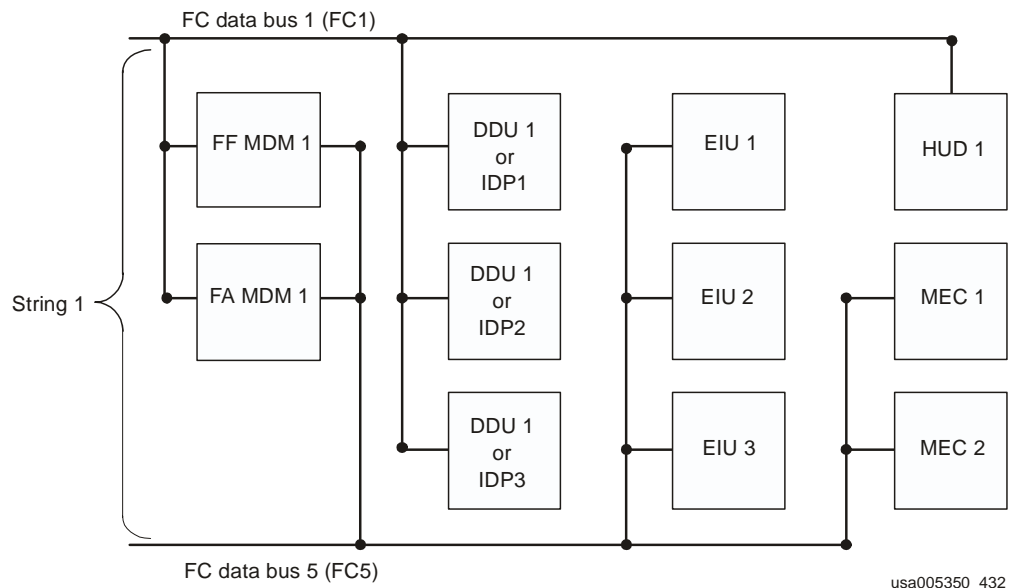 FC data bus 1 (FC1)
FF MDM 1
DDU 1
or
IDP1
EIU 1
HUD 1
String 1
FA MDM 1
DDU 1
or
IDP2
EIU 2
MEC 1
DDU 1
or
IDP3
EIU 3
MEC 2
FC data bus 5 (FC5)
usa005350_432